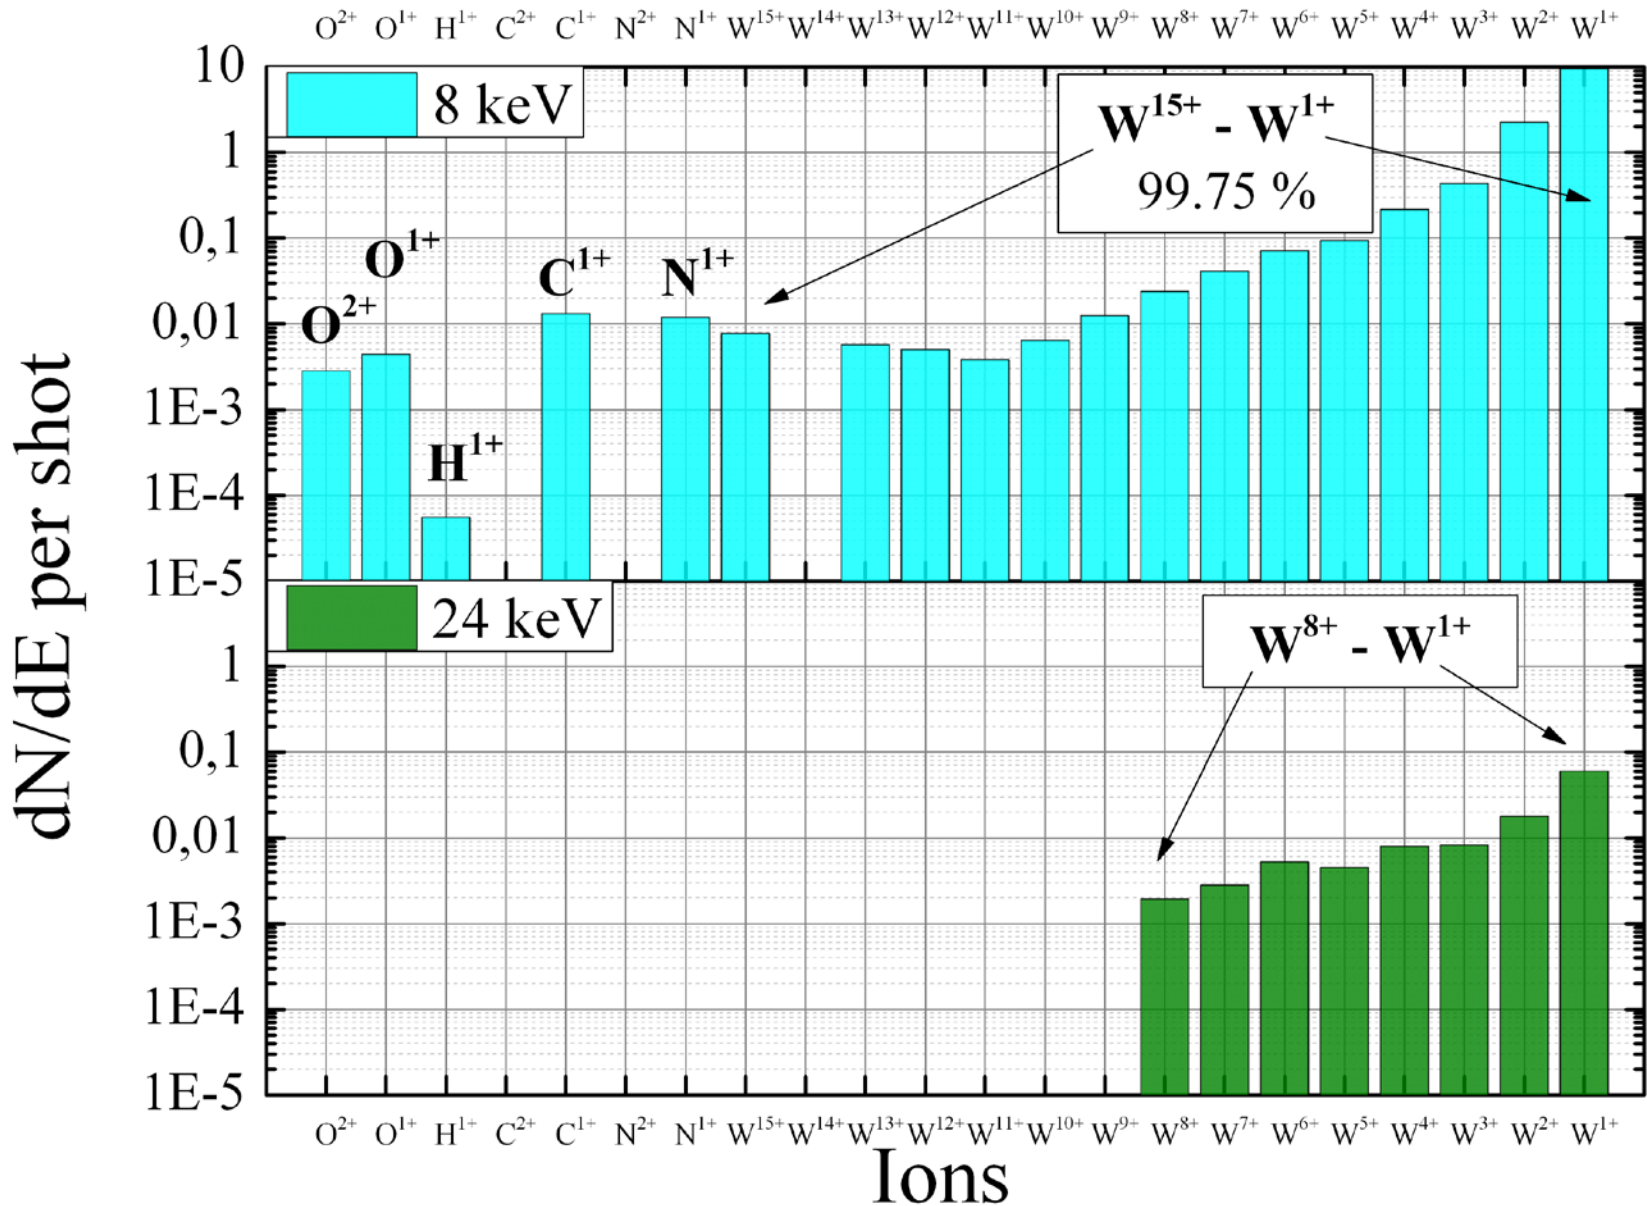 O²⁺ O¹⁺ H¹⁺ C²⁺ C¹⁺ N²⁺ N¹⁺ W¹⁵⁺ W¹⁴⁺ W¹³⁺ W¹²⁺ W¹¹⁺ W¹⁰⁺ W⁹⁺ W⁸⁺ W⁷⁺ W⁶⁺ W⁵⁺ W⁴⁺ W³⁺ W²⁺ W¹⁺
10
8 keV
W¹⁵⁺ - W¹⁺
99.75 %
1
0,1
O¹⁺
C¹⁺
N¹⁺
O²⁺
0,01
1E-3
H¹⁺
1E-4
1E-5
24 keV
W⁸⁺ - W¹⁺
1
0,1
0,01
1E-3
1E-4
1E-5
dN/dE per shot
O²⁺ O¹⁺ H¹⁺ C²⁺ C¹⁺ N²⁺ N¹⁺ W¹⁵⁺ W¹⁴⁺ W¹³⁺ W¹²⁺ W¹¹⁺ W¹⁰⁺ W⁹⁺ W⁸⁺ W⁷⁺ W⁶⁺ W⁵⁺ W⁴⁺ W³⁺ W²⁺ W¹⁺
Ions